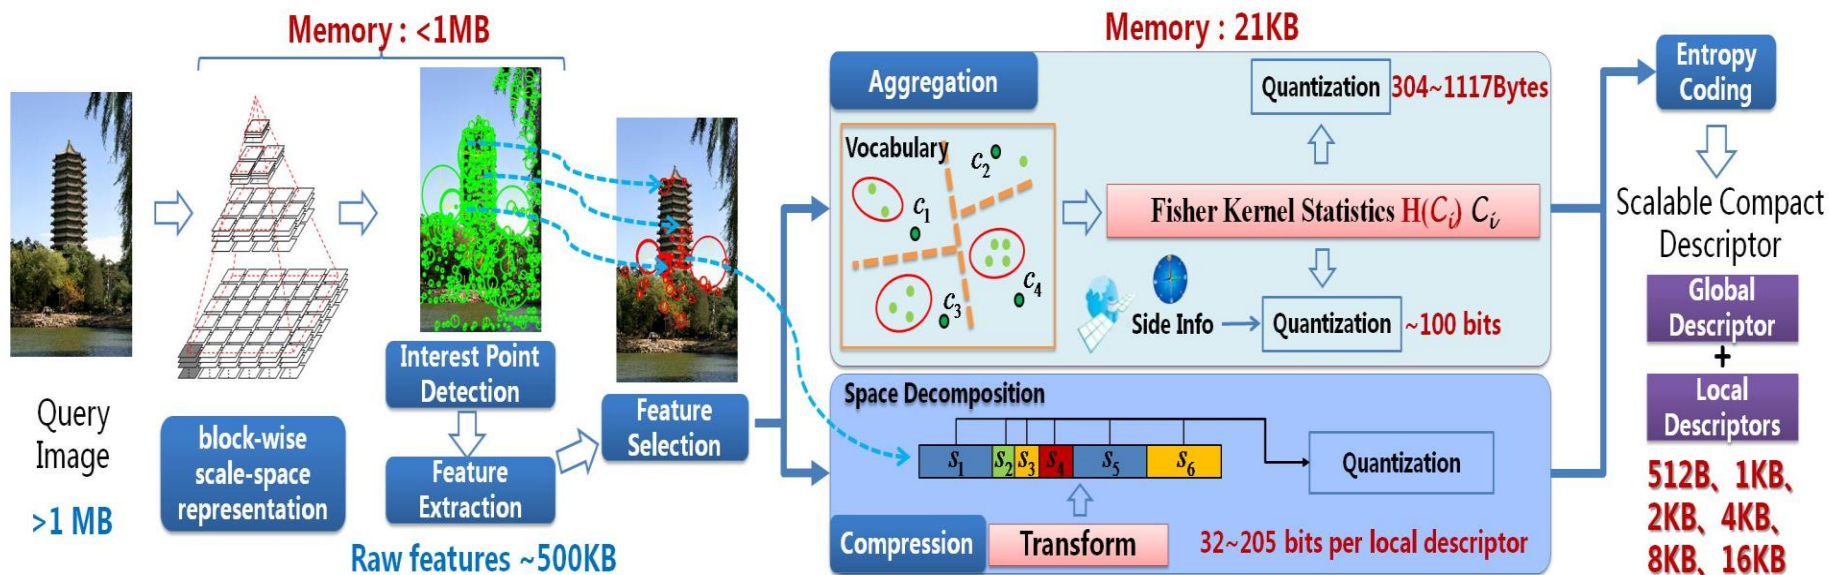 Memory : <1MB
Query
Image
>1 MB
block-wise
scale-space
representation
Interest Point
Detection
Feature
Extraction
Raw features ~500KB
Feature
Selection
Memory : 21KB
Aggregation
Vocabulary
c1
c2
c3
c4
Quantization
304~1117Bytes
Fisher Kernel Statistics H(Ci) Ci
Side Info
Quantization
~100 bits
Space Decomposition
s1 s2 s3 s4 s5 s6
Quantization
Compression
Transform
32~205 bits per local descriptor
Entropy
Coding
Scalable Compact
Descriptor
Global
Descriptor
+
Local
Descriptors
512B、1KB、
2KB、4KB、
8KB、16KB